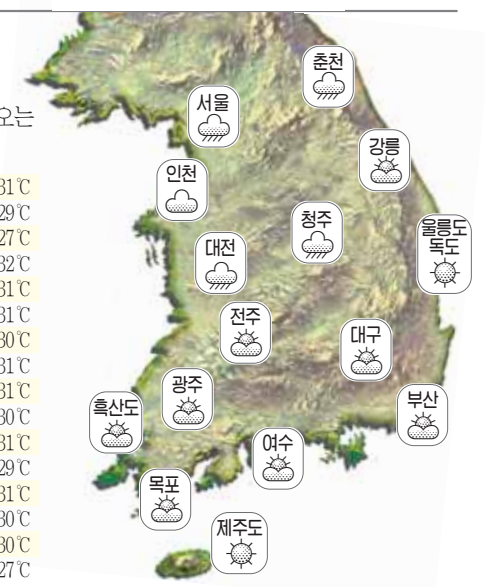 오는
31℃
29℃
27℃
32℃
31℃
31℃
30℃
31℃
31℃
30℃
31℃
29℃
31℃
30℃
30℃
27℃
춘천
서울
강릉
인천
청주
울릉도
독도
대전
전주
대구
광주
흑산도
부산
여수
목포
제주도